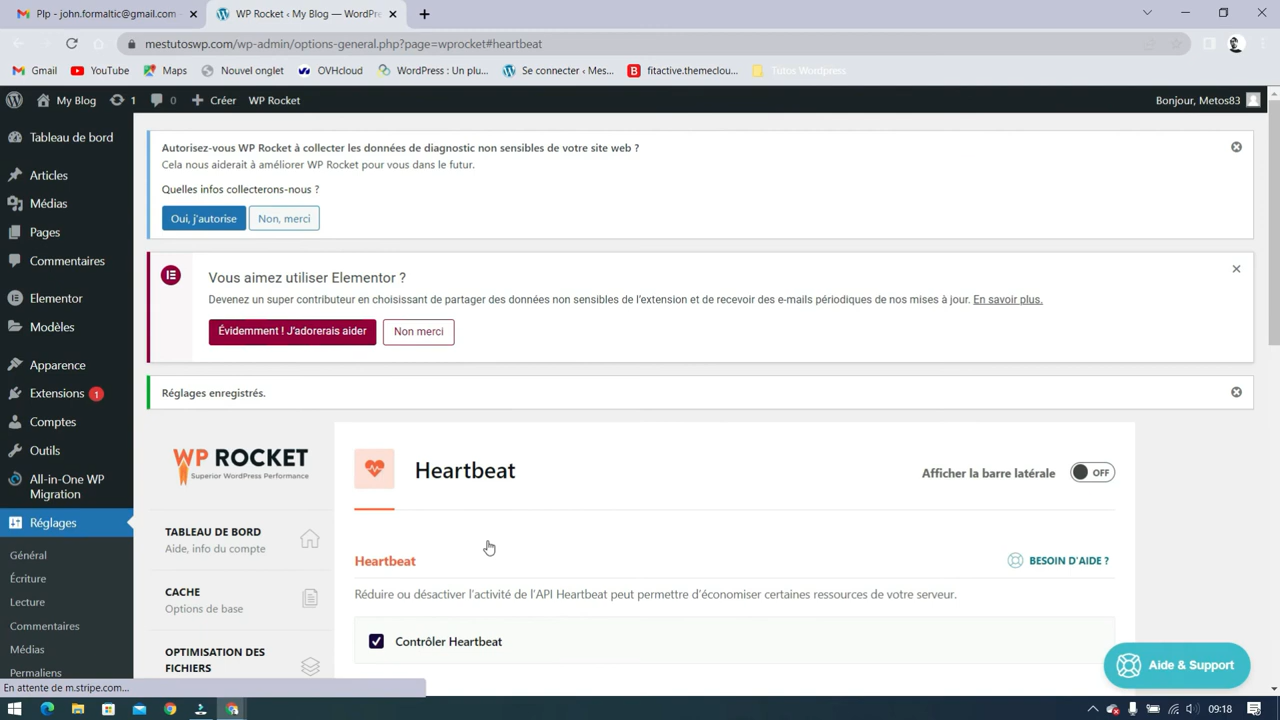 Plp - john.formaltic@gmail.com
WP Rocket ‹ My Blog — WordPre
mestutoswp.com/wp-admin/options-general.php?page=wprocket#heartbeat
Gmail
YouTube
Maps
Nouvel onglet
OVHcloud
WordPress : Un plu...
Se connecter ‹ Mes...
fitactive.themeclou...
Tutos Wordpress
My Blog
1
0
Créer
WP Rocket
Bonjour, Metos83
Tableau de bord
Articles
Médias
Pages
Commentaires
Elementor
Modèles
Apparence
Extensions 1
Comptes
Outils
All-in-One WP
Migration
Réglages
Général
Écriture
Lecture
Commentaires
Médias
Permaliens
Autorisez-vous WP Rocket à collecter les données de diagnostic non sensibles de votre site web ?
Cela nous aiderait à améliorer WP Rocket pour vous dans le futur.
Quelles infos collecterons-nous ?
Oui, j'autorise
Non, merci
Vous aimez utiliser Elementor ?
Devenez un super contributeur en choisissant de partager des données non sensibles de l'extension et de recevoir des e-mails périodiques de nos mises à jour. En savoir plus.
Évidemment ! J'adorerais aider
Non merci
Réglages enregistrés.
WP ROCKET
Superior WordPress Performance
TABLEAU DE BORD
Aide, info du compte
CACHE
Options de base
OPTIMISATION DES
FICHIERS
Heartbeat
Afficher la barre latérale
OFF
Heartbeat
BESOIN D'AIDE ?
Réduire ou désactiver l'activité de l'API Heartbeat peut permettre d'économiser certaines ressources de votre serveur.
Contrôler Heartbeat
Aide & Support
En attente de m.stripe.com...
09:18